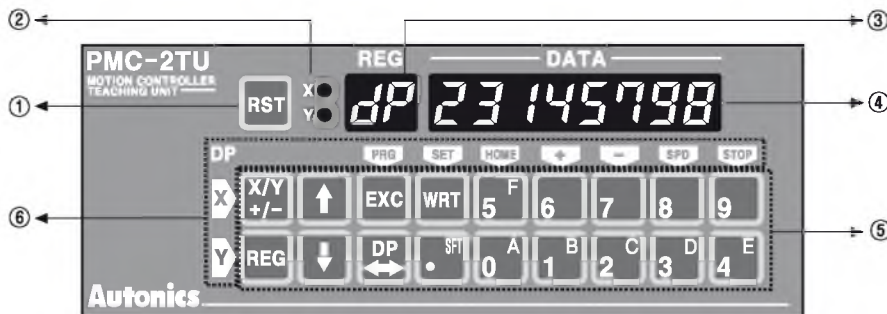 ② ③
PMC-2TU REG DATA
MOTION CONTROLLER
TEACHING UNIT
① RST X Y dP 23145798 ④
DP PRG SET HOME + - SPD STOP
X X/Y +/- ↑ EXC WRT 5 F 6 7 8 9
⑥ ⑤
Y REG ↓ DP ↔ • SFT 0 A 1 B 2 C 3 D 4 E
Autonics